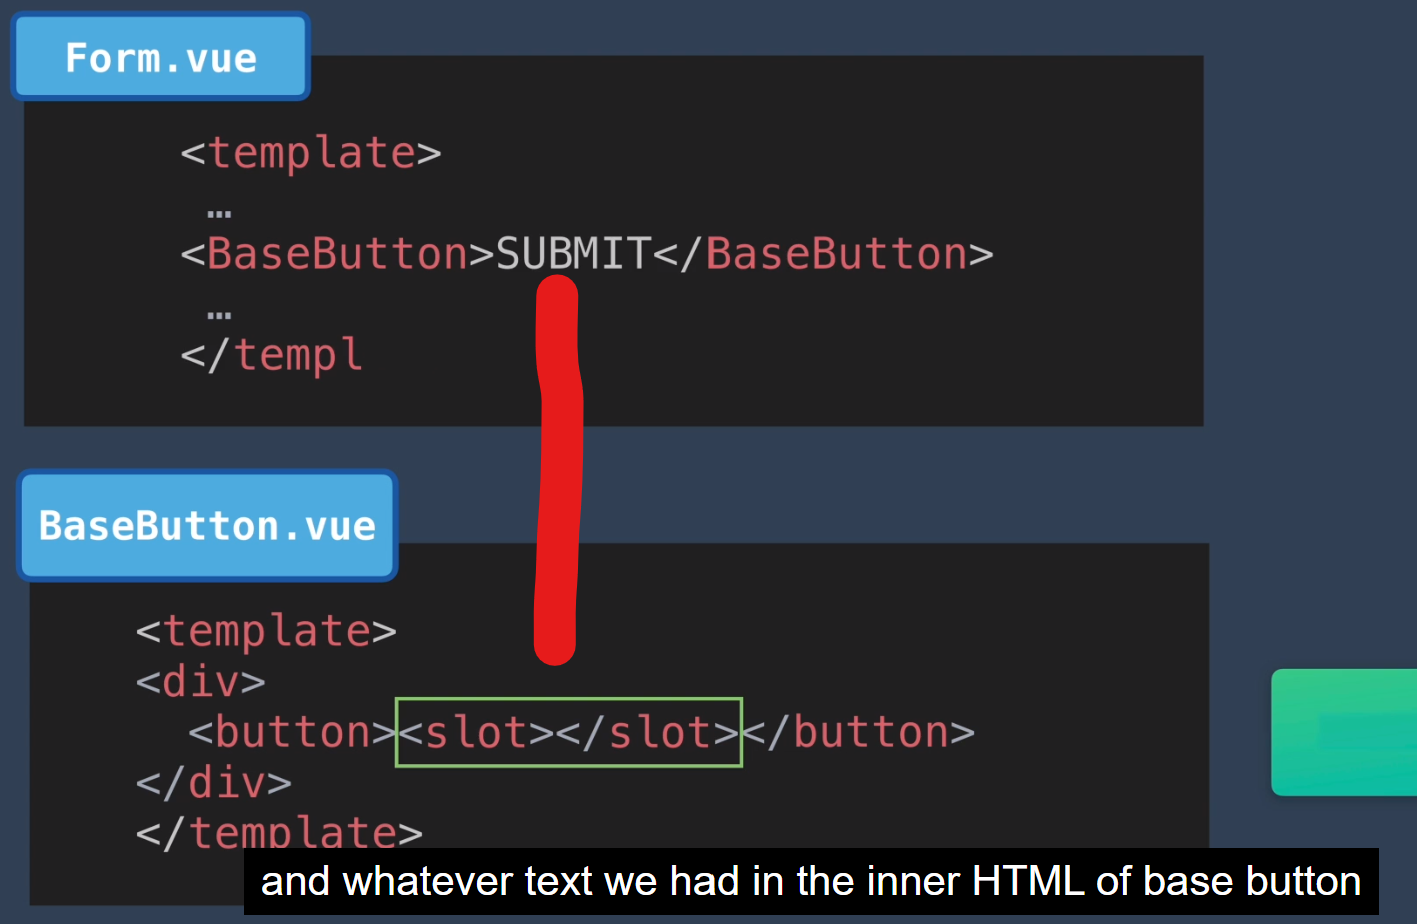 Form.vue
<template>
…
<BaseButton>SUBMIT</BaseButton>
…
</templ
BaseButton.vue
<template>
<div>
<button><slot></slot></button>
</div>
</template>
and whatever text we had in the inner HTML of base button